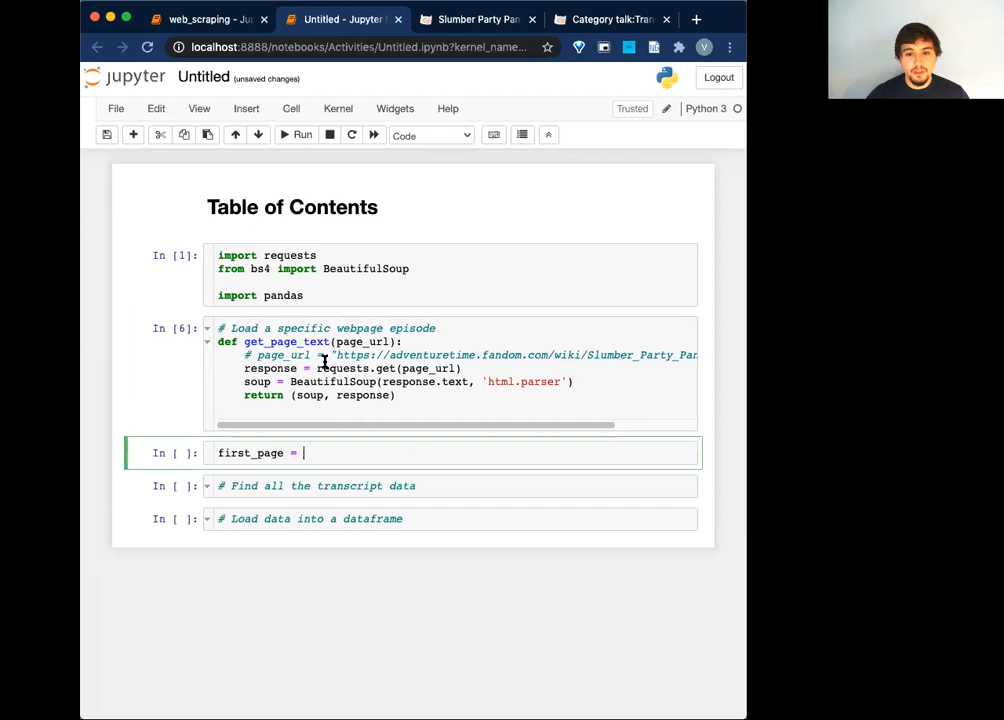 web_scraping - Ju
Untitled - Jupyter
Slumber Party Pan
Category talk:Tran
localhost:8888/notebooks/Activities/Untitled.ipynb?kernel_name...
V
jupyter Untitled (unsaved changes)
Logout
File Edit View Insert Cell Kernel Widgets Help
Trusted
Python 3
Run
Code
Table of Contents
In [1]:
import requests
from bs4 import BeautifulSoup
import pandas
In [6]:
# Load a specific webpage episode
def get_page_text(page_url):
# page_url = "https://adventuretime.fandom.com/wiki/Slumber_Party_Pan
response = requests.get(page_url)
soup = BeautifulSoup(response.text, 'html.parser')
return (soup, response)
In [ ]:
first_page =
In [ ]:
# Find all the transcript data
In [ ]:
# Load data into a dataframe